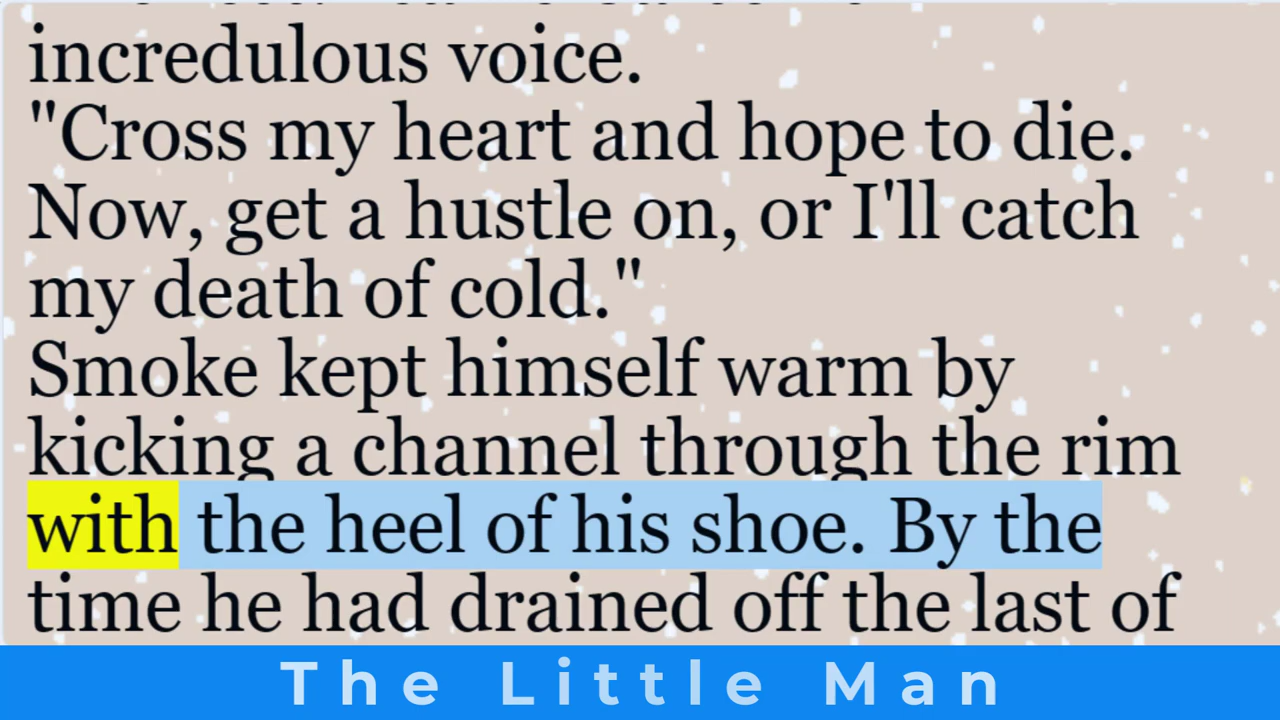 incredulous voice.
"Cross my heart and hope to die.
Now, get a hustle on, or I'll catch
my death of cold."
Smoke kept himself warm by
kicking a channel through the rim
with the heel of his shoe. By the
time he had drained off the last of
The Little Man